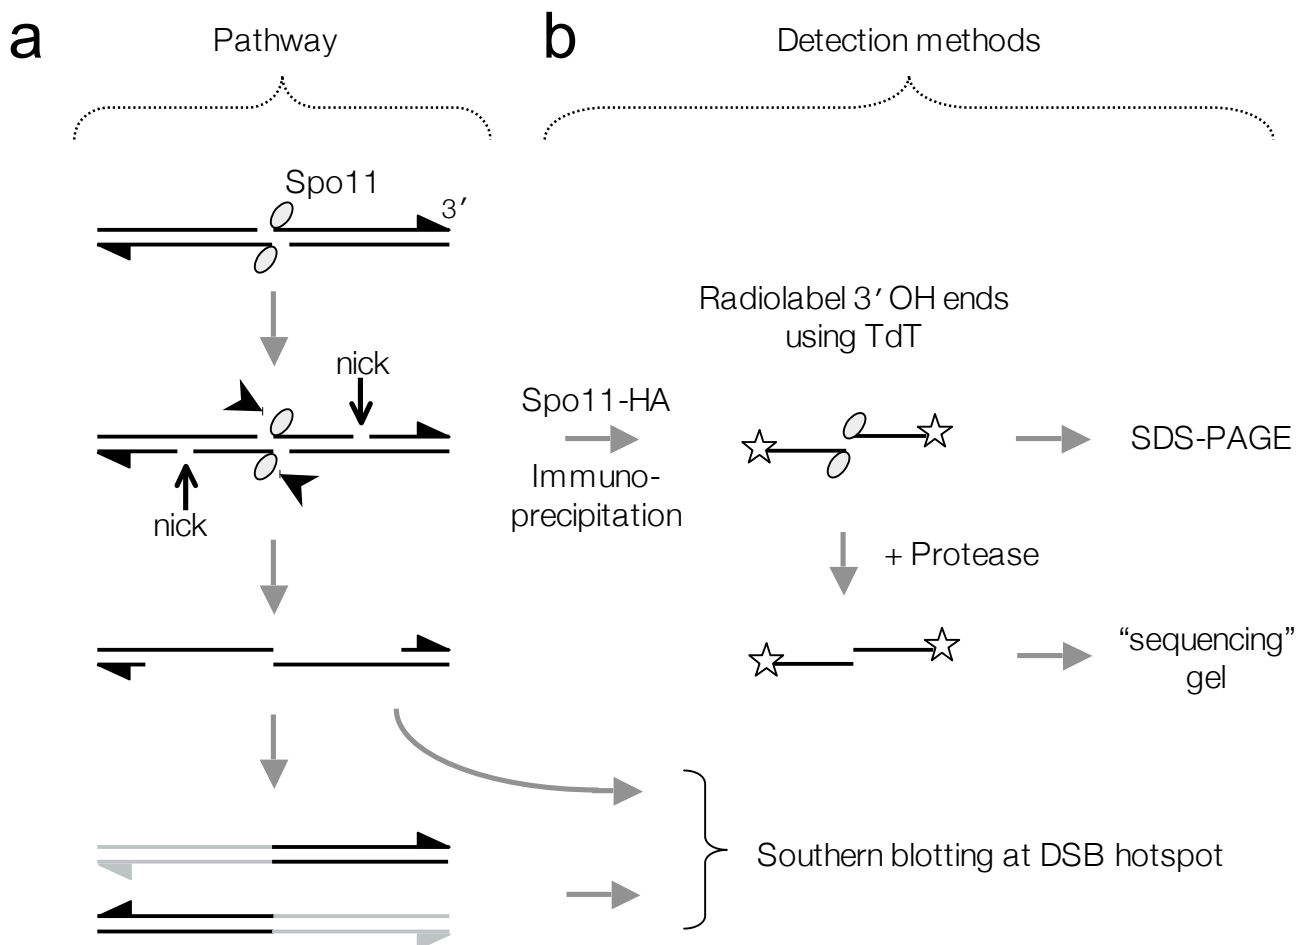 a
Pathway
Spo11
3′
nick
nick
b
Detection methods
Radiolabel 3′ OH ends
using TdT
Spo11-HA
Immuno-
precipitation
SDS-PAGE
+ Protease
“sequencing”
gel
Southern blotting at DSB hotspot